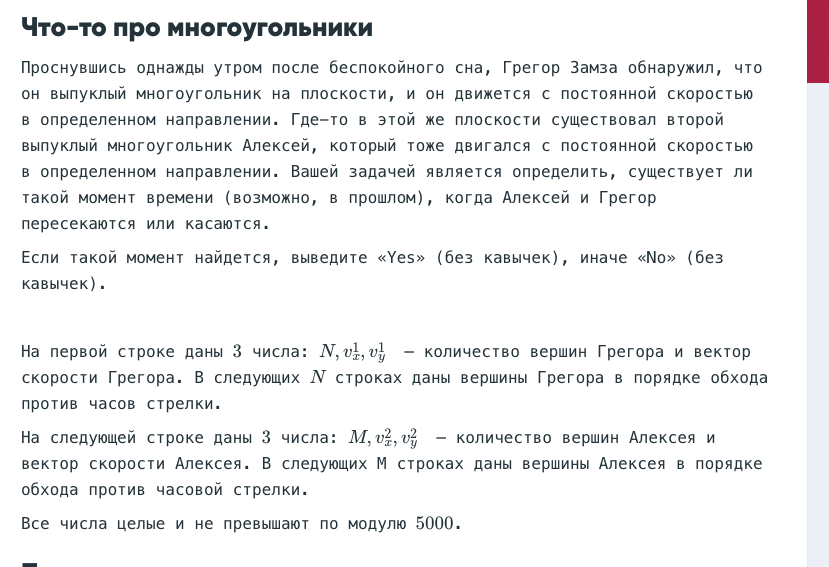 Что-то про многоугольники
Проснувшись однажды утром после беспокойного сна, Грегор Замза обнаружил, что
он выпуклый многоугольник на плоскости, и он движется с постоянной скоростью
в определенном направлении. Где-то в этой же плоскости существовал второй
выпуклый многоугольник Алексей, который тоже двигался с постоянной скоростью
в определенном направлении. Вашей задачей является определить, существует ли
такой момент времени (возможно, в прошлом), когда Алексей и Грегор
пересекаются или касаются.
Если такой момент найдется, выведите «Yes» (без кавычек), иначе «No» (без
кавычек).
На первой строке даны 3 числа: $N, v_x^1, v_y^1$ — количество вершин Грегора и вектор
скорости Грегора. В следующих $N$ строках даны вершины Грегора в порядке обхода
против часов стрелки.
На следующей строке даны 3 числа: $M, v_x^2, v_y^2$ — количество вершин Алексея и
вектор скорости Алексея. В следующих M строках даны вершины Алексея в порядке
обхода против часовой стрелки.
Все числа целые и не превышают по модулю 5000.